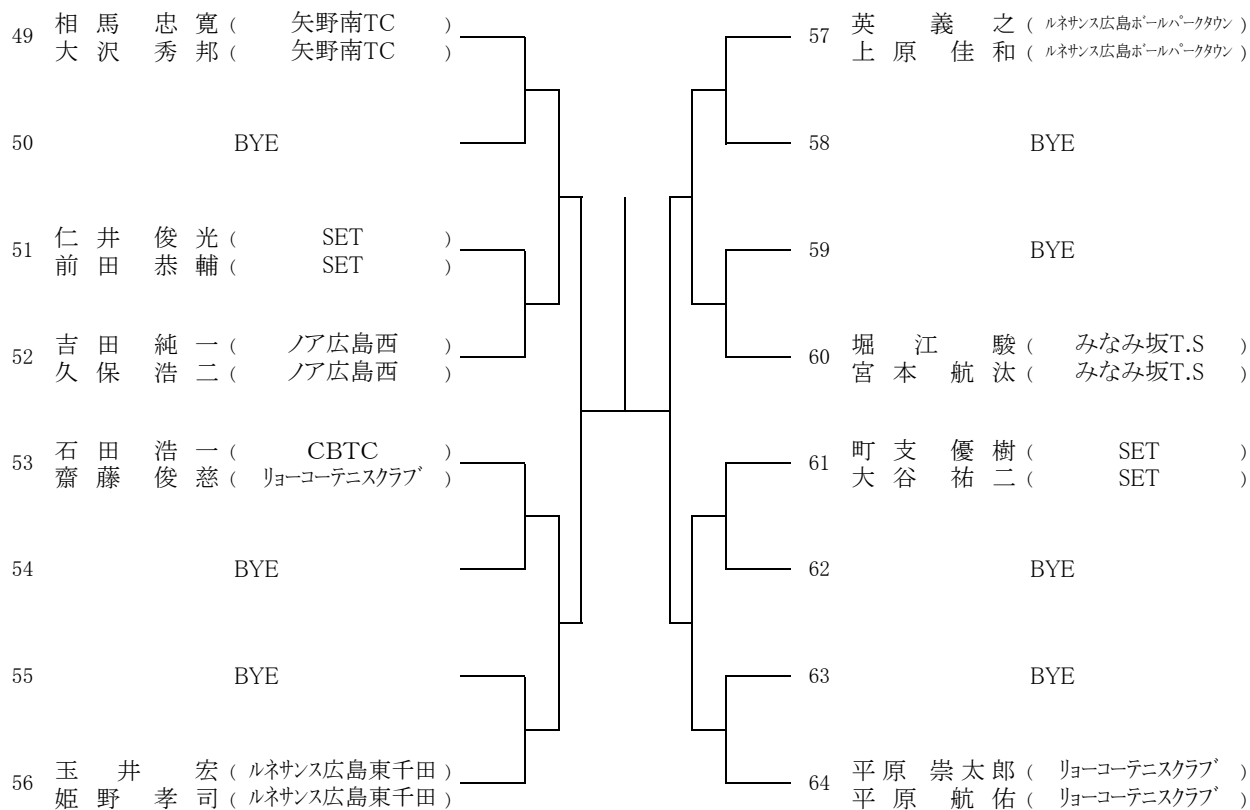 49 相馬 忠寛 ( 矢野南TC )
大沢 秀邦 ( 矢野南TC )
50 BYE
51 仁井 俊光 ( SET )
前田 恭輔 ( SET )
52 吉田 純一 ( ノア広島西 )
久保 浩二 ( ノア広島西 )
53 石田 浩一 ( CBTC )
齋藤 俊慈 ( リョーコーテニスクラブ )
54 BYE
55 BYE
56 玉井 宏 ( ルネサンス広島東千田 )
姫野 孝司 ( ルネサンス広島東千田 )
57 英 義之 ( ルネサンス広島ボールパークタウン )
上原 佳和 ( ルネサンス広島ボールパークタウン )
58 BYE
59 BYE
60 堀江 駿 ( みなみ坂T.S )
宮本 航汰 ( みなみ坂T.S )
61 町支 優樹 ( SET )
大谷 祐二 ( SET )
62 BYE
63 BYE
64 平原 崇太郎 ( リョーコーテニスクラブ )
平原 航佑 ( リョーコーテニスクラブ )